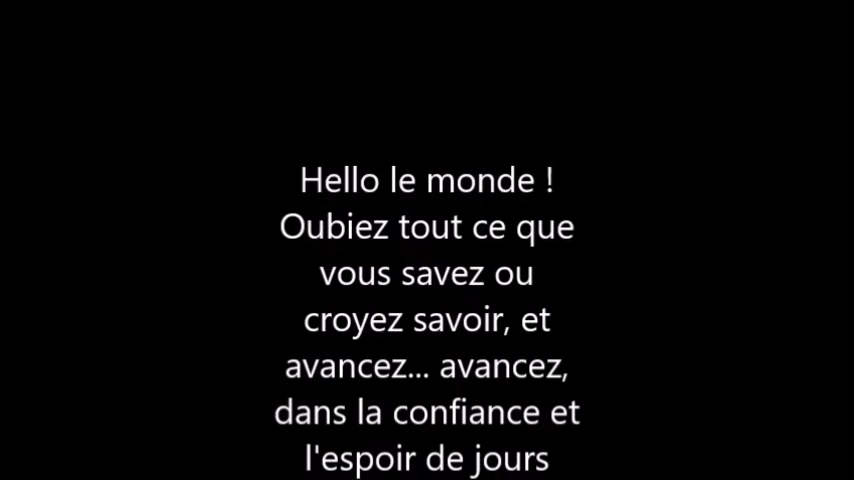 Hello le monde !
Oubiez tout ce que
vous savez ou
croyez savoir, et
avancez... avancez,
dans la confiance et
l'espoir de jours